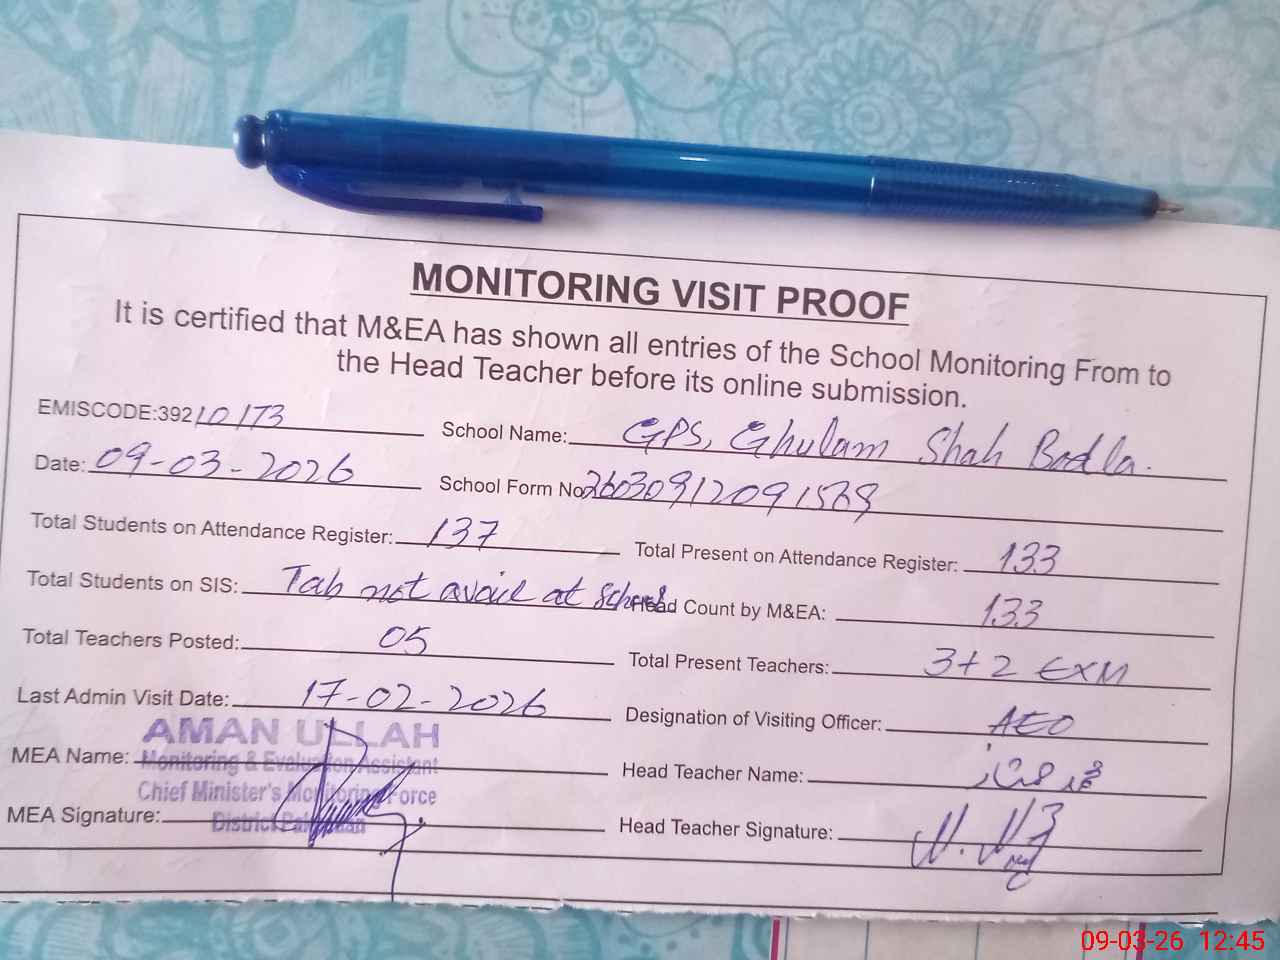 MONITORING VISIT PROOF
It is certified that M&EA has shown all entries of the School Monitoring From to
the Head Teacher before its online submission.
EMISCODE:39210173 School Name: GPS, Ghulam Shah Bodla.
Date: 09-03-2026 School Form No 26030912091569
Total Students on Attendance Register: 137 Total Present on Attendance Register: 133
Total Students on SIS: Tab not avail at School Head Count by M&EA: 133
Total Teachers Posted: 05 Total Present Teachers: 3+2 EXM
Last Admin Visit Date: 17-02-2026 Designation of Visiting Officer: AEO
AMAN ULLAH
MEA Name: Monitoring & Evaluation Assistant Head Teacher Name:
Chief Minister's Monitoring Force
MEA Signature: District Head Teacher Signature:
09-03-26 12:45